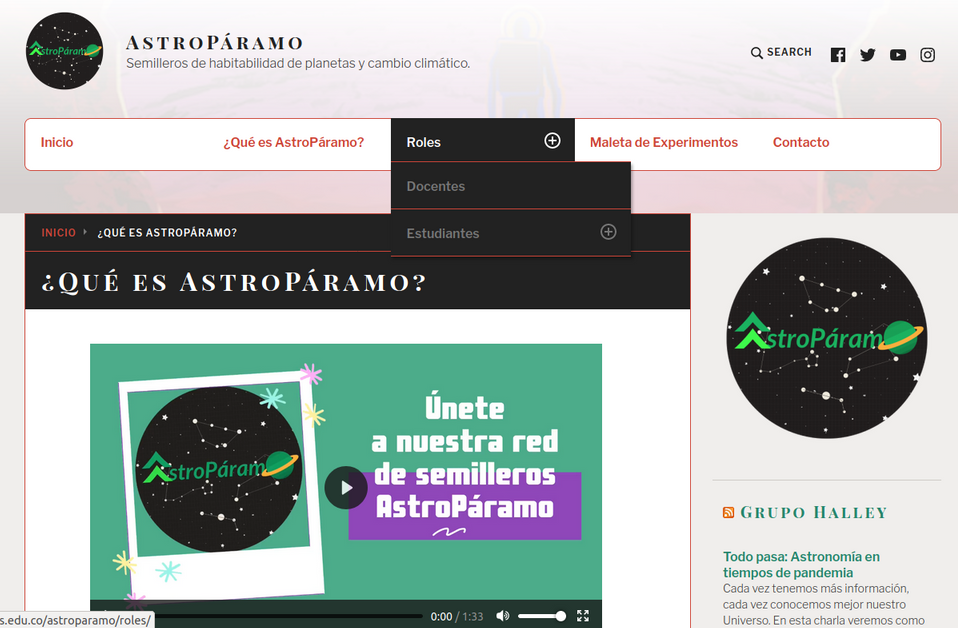 AstroPáramo
AstroPáramo
Semilleros de habitabilidad de planetas y cambio climático.
SEARCH
Inicio
¿Qué es AstroPáramo?
Roles
Maleta de Experimentos
Contacto
Docentes
Estudiantes
INICIO ¿QUÉ ES ASTROPÁRAMO?
¿Qué es AstroPáramo?
AstroPáramo
Únete
a nuestra red
de semilleros
AstroPáramo
0:00 / 1:33
s.edu.co/astroparamo/roles/
AstroPáramo
Grupo Halley
Todo pasa: Astronomía en
tiempos de pandemia
Cada vez tenemos más información,
cada vez conocemos mejor nuestro
Universo. En esta charla veremos como